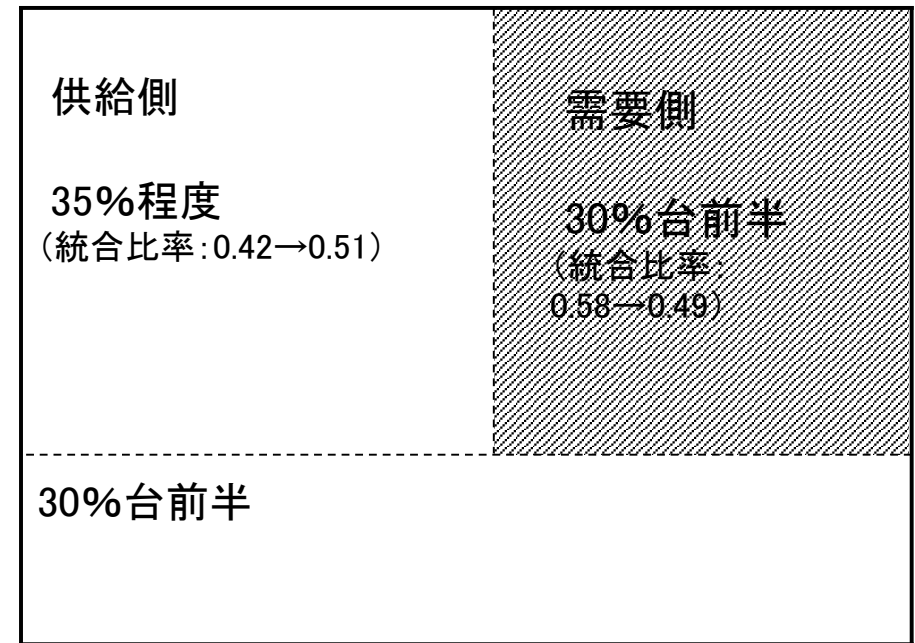 供給側
35%程度
(統合比率:0.42→0.51)
需要側
30%台前半
(統合比率:
0.58→0.49)
30%台前半